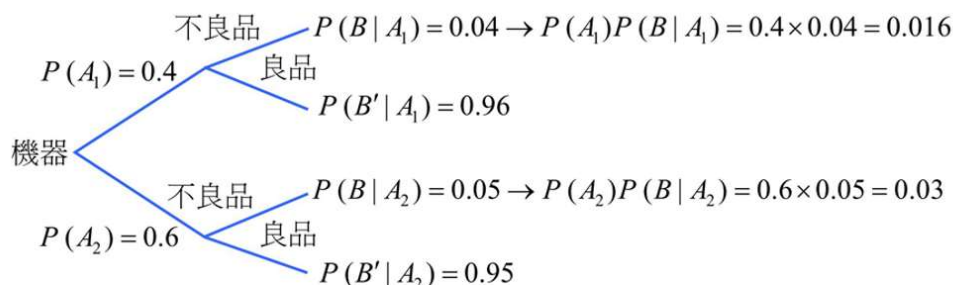 不良品 P(B | A₁) = 0.04 → P(A₁)P(B | A₁) = 0.4×0.04 = 0.016
P(A₁) = 0.4 良品
P(B′ | A₁) = 0.96
機器
不良品 P(B | A₂) = 0.05 → P(A₂)P(B | A₂) = 0.6×0.05 = 0.03
P(A₂) = 0.6 良品
P(B′ | A₂) = 0.95